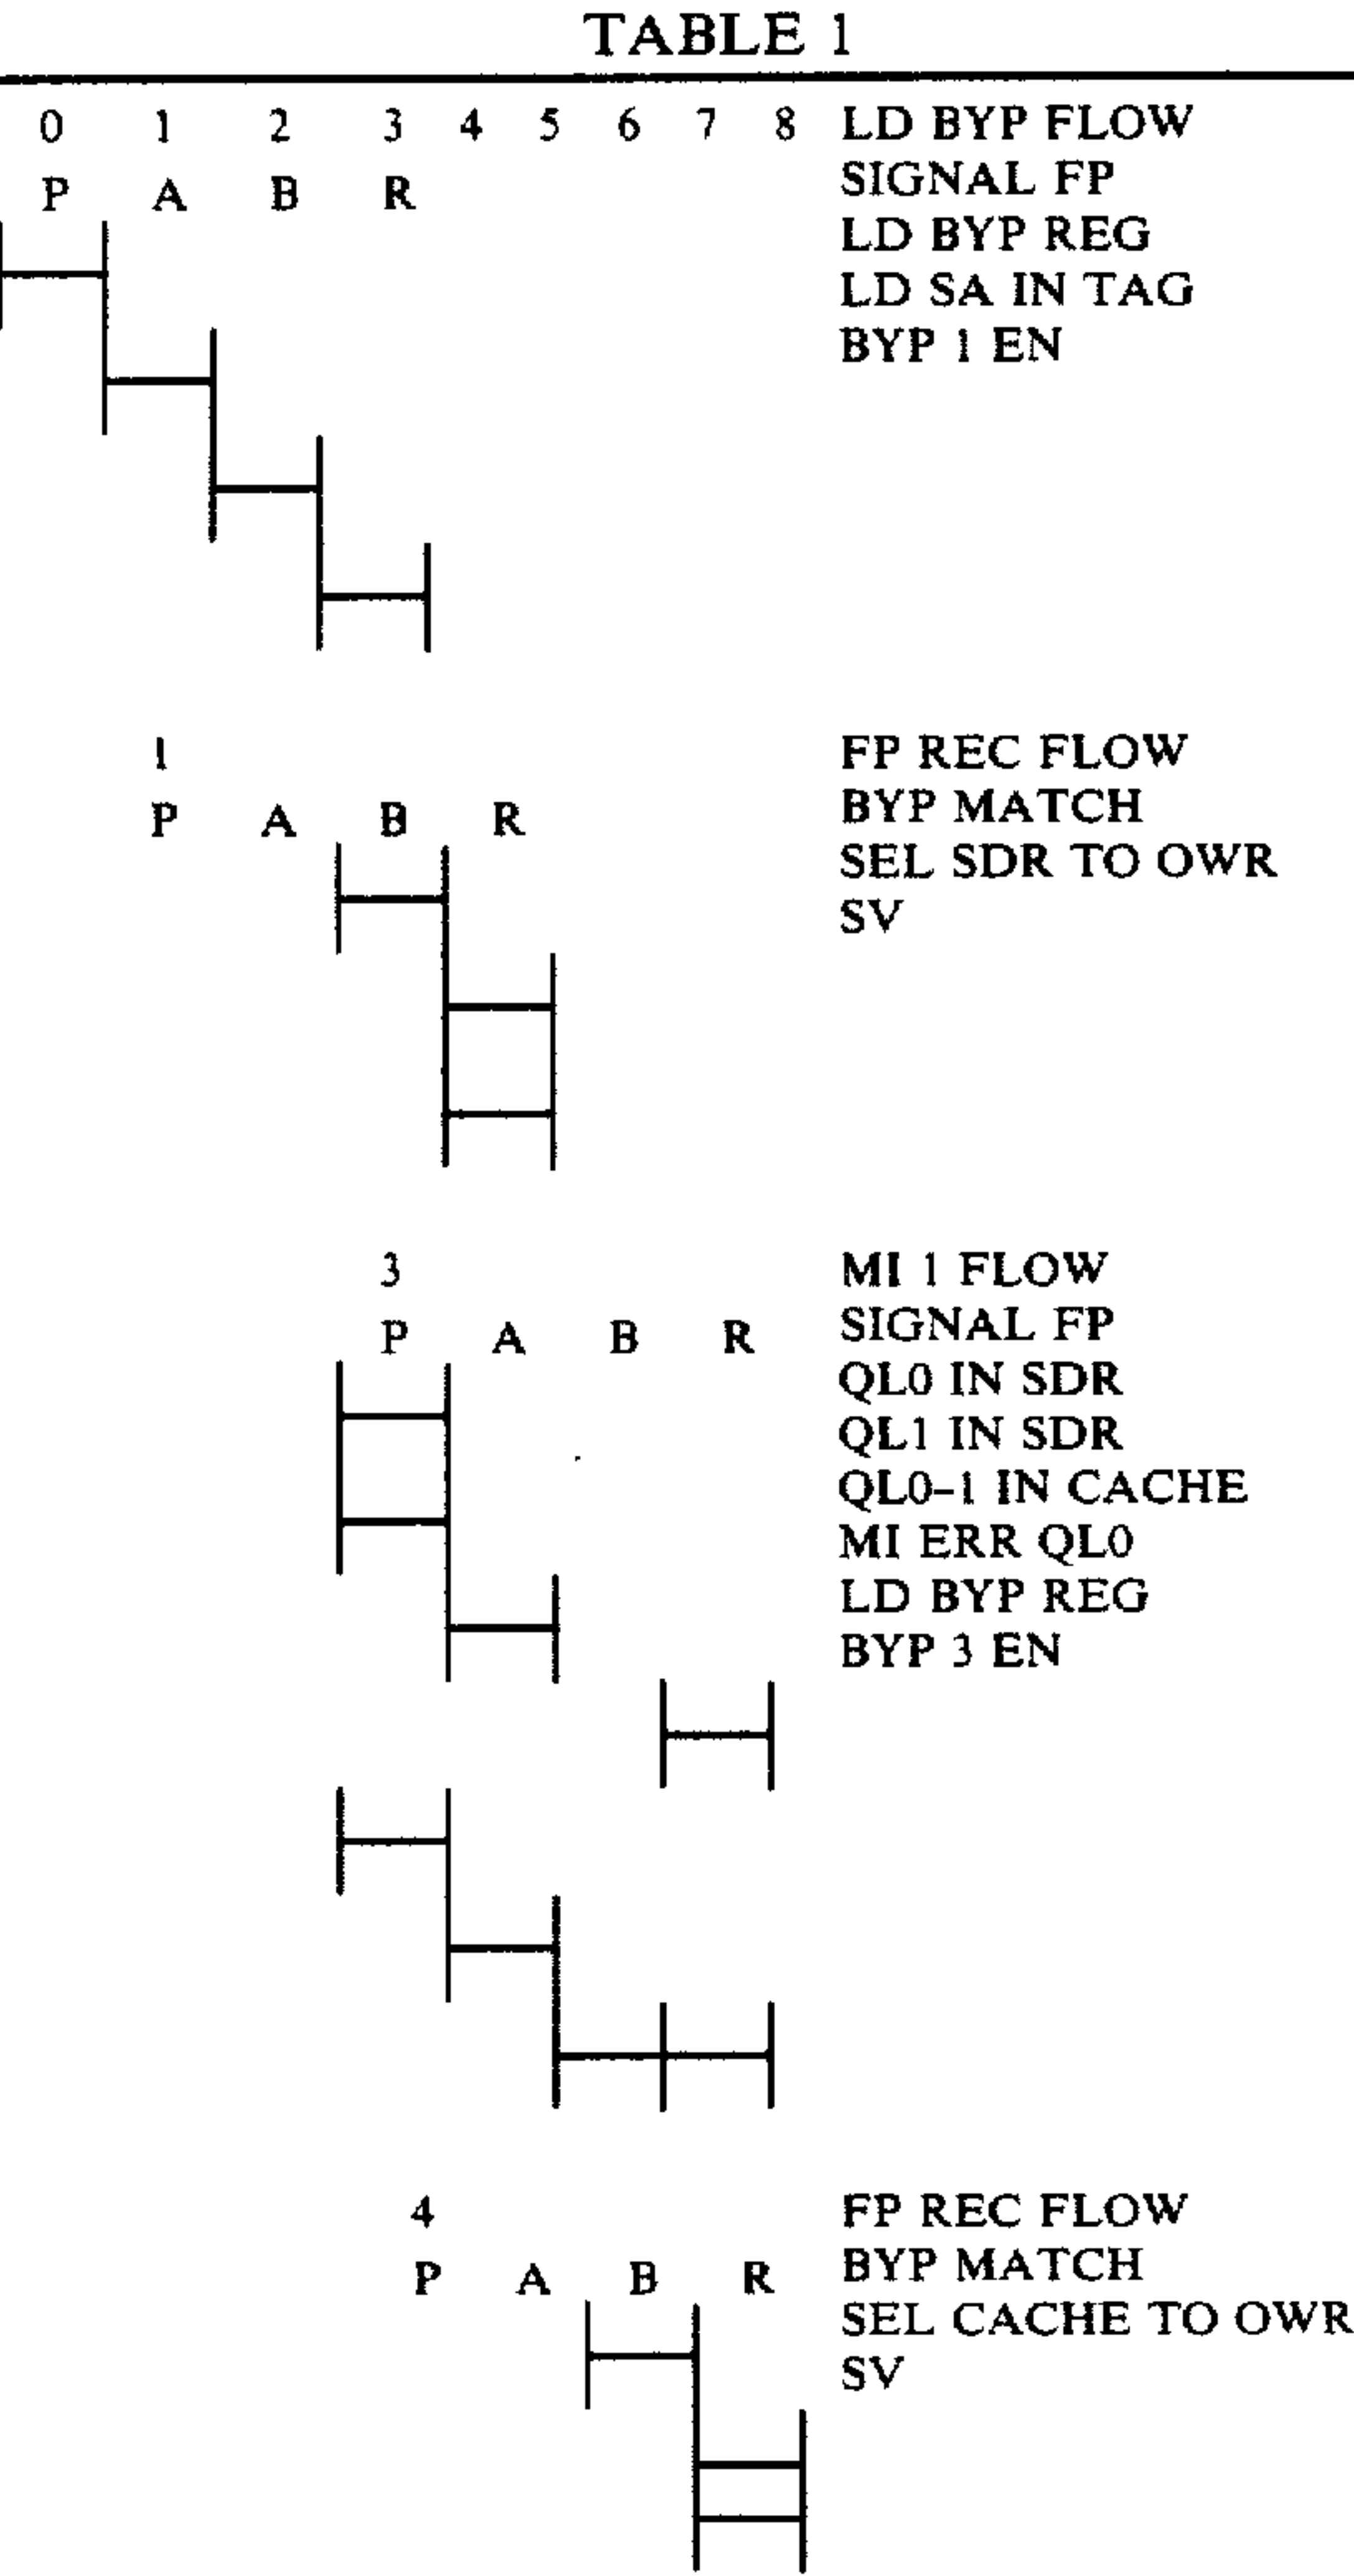 TABLE 1
0 1 2 3 4 5 6 7 8 LD BYP FLOW
P A B R SIGNAL FP
LD BYP REG
LD SA IN TAG
BYP 1 EN
1 FP REC FLOW
P A B R BYP MATCH
SEL SDR TO OWR
SV
3 MI 1 FLOW
P A B R SIGNAL FP
QL0 IN SDR
QL1 IN SDR
QL0-1 IN CACHE
MI ERR QL0
LD BYP REG
BYP 3 EN
4 FP REC FLOW
P A B R BYP MATCH
SEL CACHE TO OWR
SV